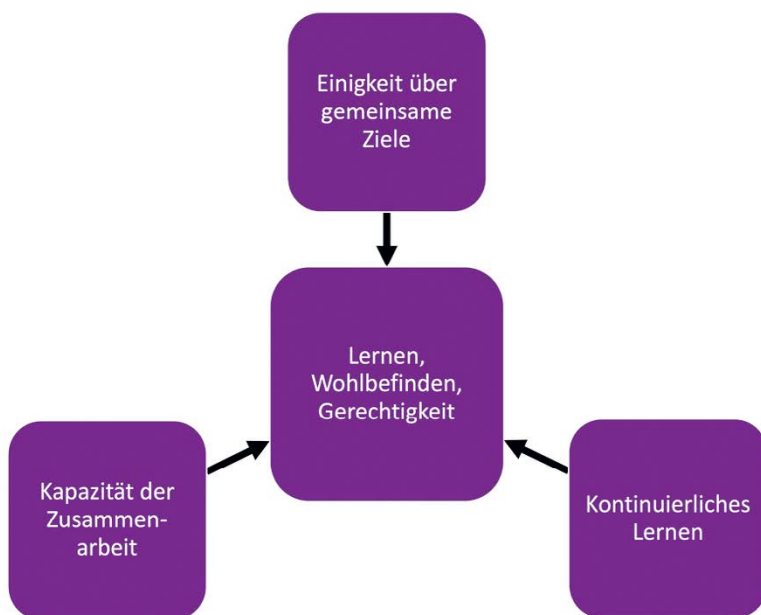 Einigkeit über
gemeinsame
Ziele
Lernen,
Wohlbefinden,
Gerechtigkeit
Kapazität der
Zusammen-
arbeit
Kontinuierliches
Lernen